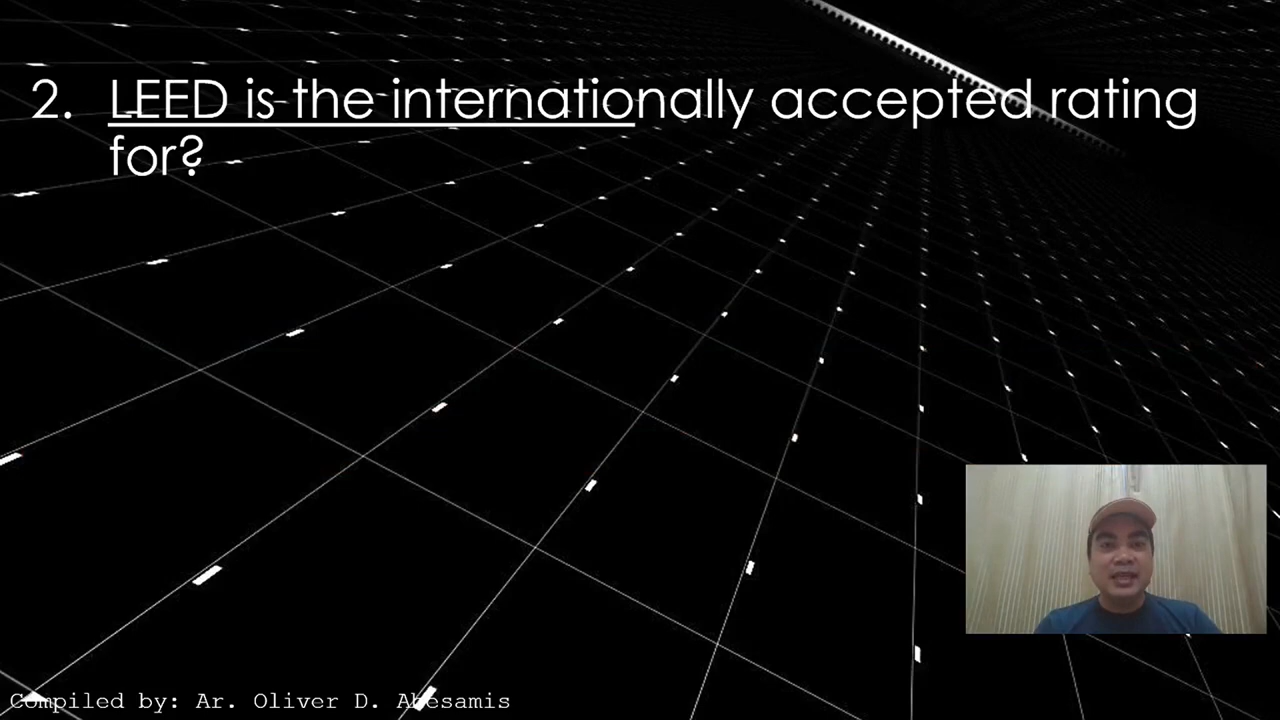 2. LEED is the internationally accepted rating
for?
Compiled by: Ar. Oliver D. Abesamis